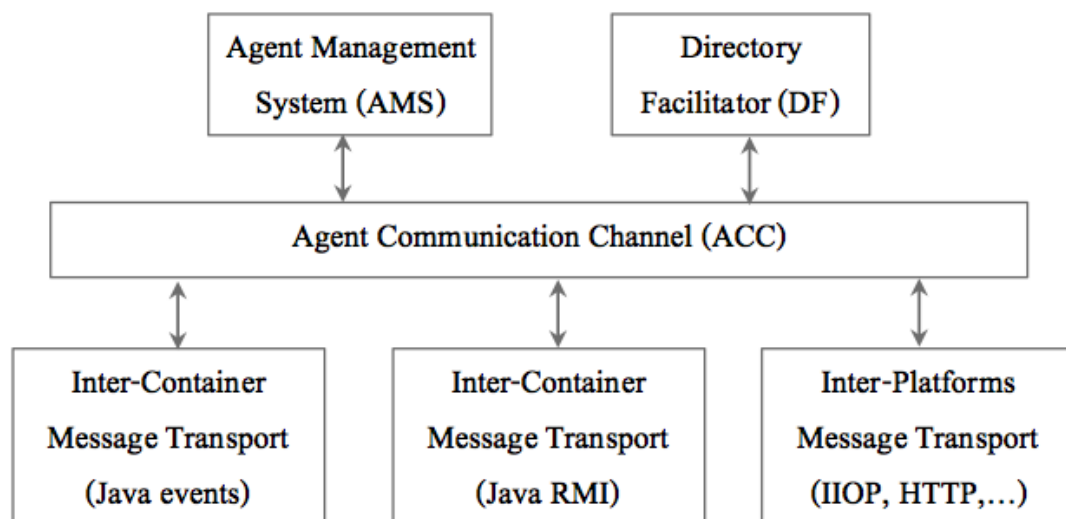 Agent Management
System (AMS)
Directory
Facilitator (DF)
Agent Communication Channel (ACC)
Inter-Container
Message Transport
(Java events)
Inter-Container
Message Transport
(Java RMI)
Inter-Platforms
Message Transport
(IIOP, HTTP,…)